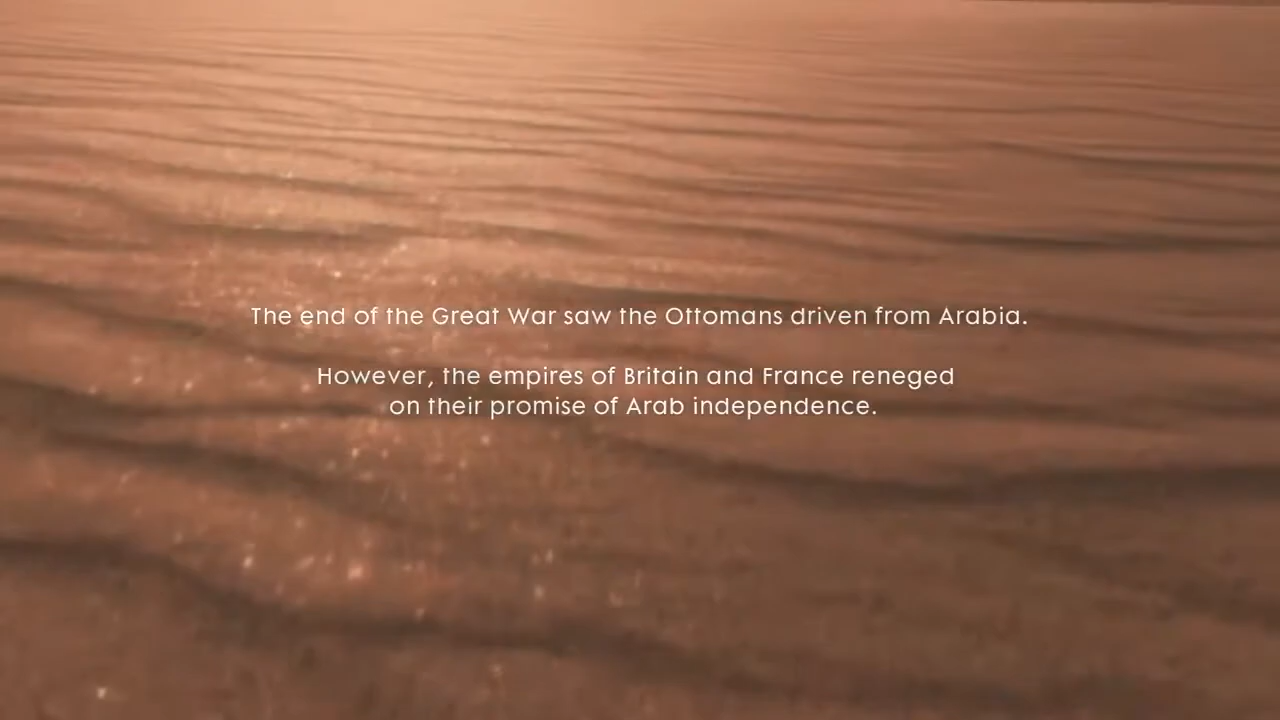 The end of the Great War saw the Ottomans driven from Arabia.
However, the empires of Britain and France reneged
on their promise of Arab independence.